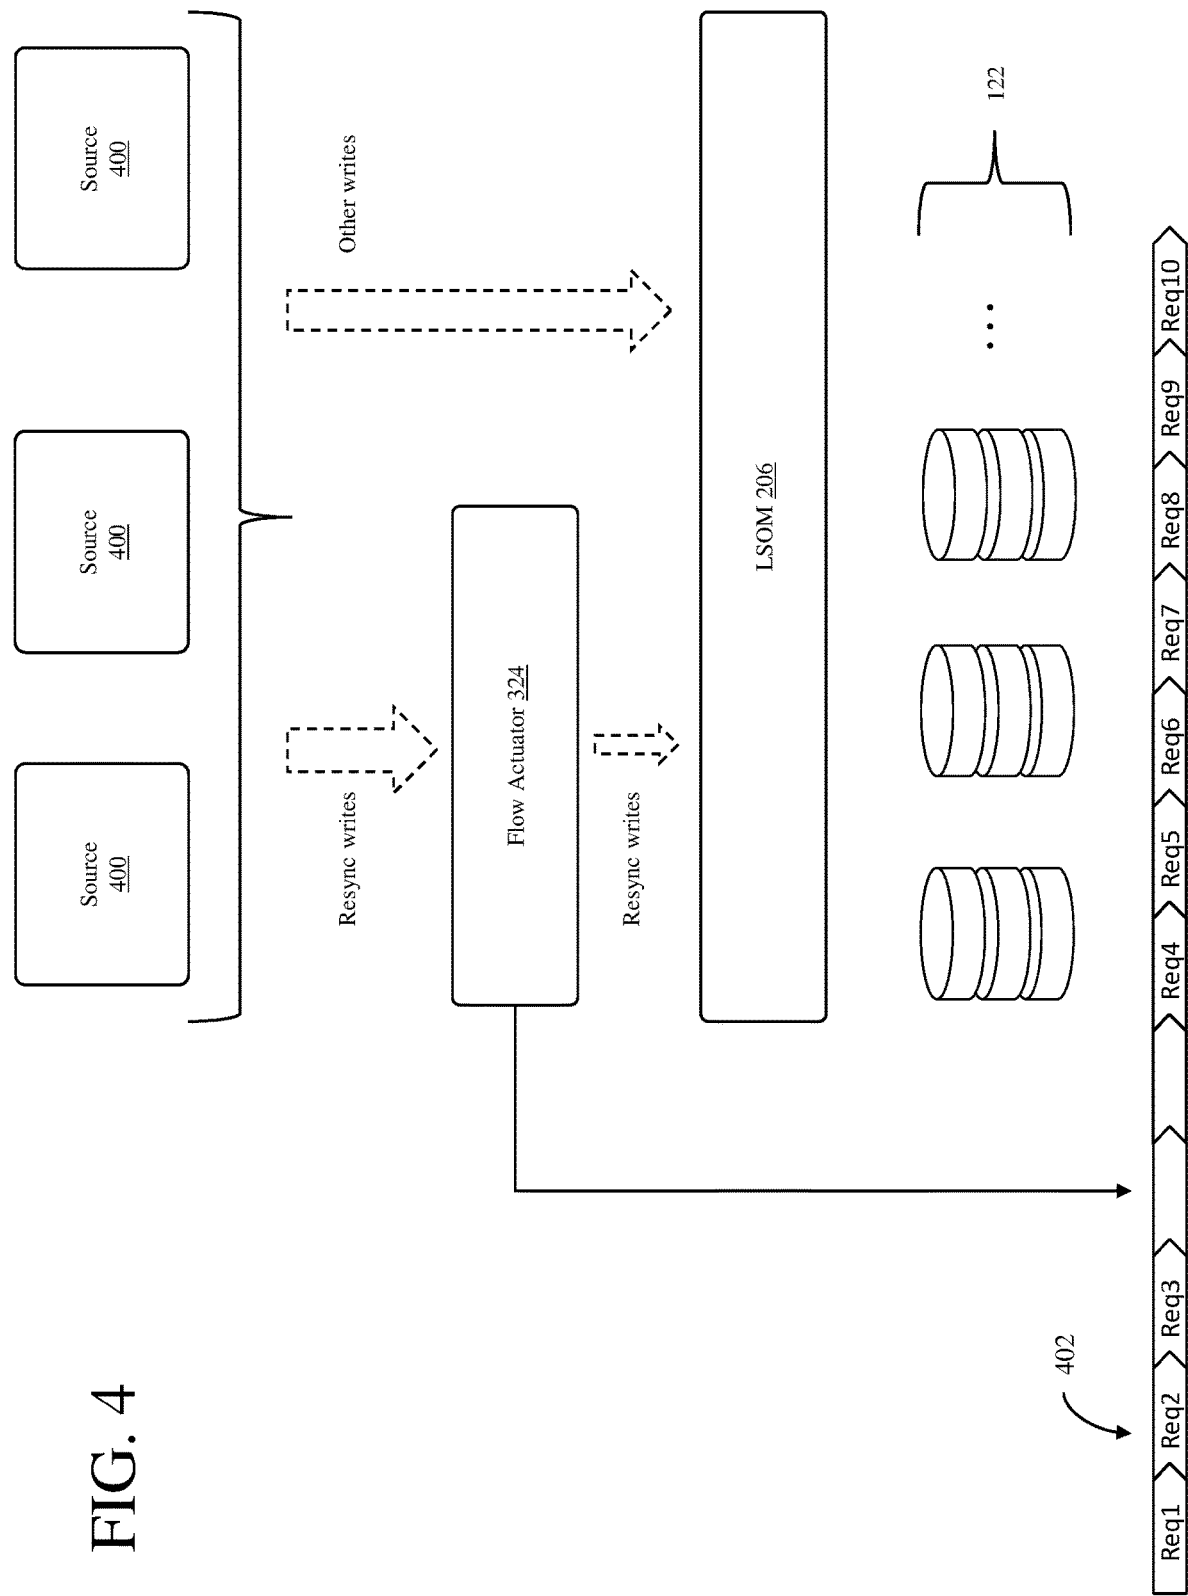 FIG. 4
Source
400
Source
400
Source
400
Resync writes
Other writes
Flow Actuator 324
Resync writes
LSOM 206
...
122
402
Req1
Req2
Req3
Req4
Req5
Req6
Req7
Req8
Req9
Req10